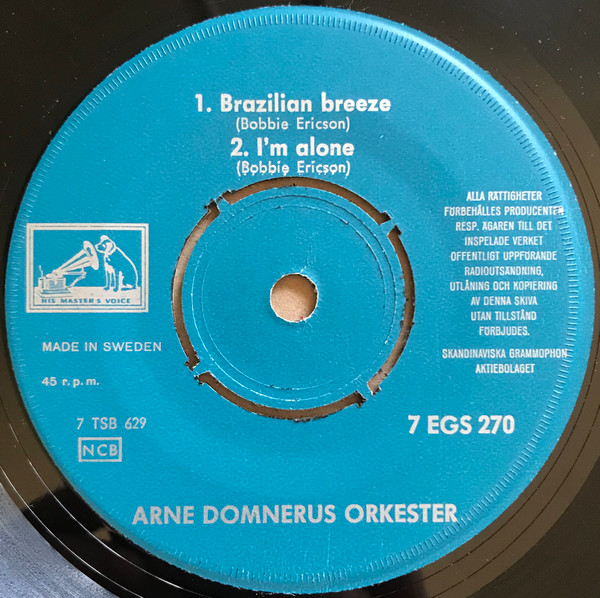 1. Brazilian breeze
(Bobbie Ericson)
2. I'm alone
(Bobbie Ericson)
ALLA RÄTTIGHETER
FÖRBEHÅLLES PRODUCENTEN
RESP. ÄGAREN TILL DET
INSPELADE VERKET
OFFENTLIGT UPPFÖRANDE
RADIOUTSÄNDNING,
UTLÅNING OCH KOPIERING
AV DENNA SKIVA
UTAN TILLSTÅND
FÖRBJUDES.
SKANDINAVISKA GRAMMOPHON
AKTIEBOLAGET
HIS MASTER'S VOICE
MADE IN SWEDEN
45 r.p.m.
7 TSB 629
NCB
7 EGS 270
ARNE DOMNERUS ORKESTER